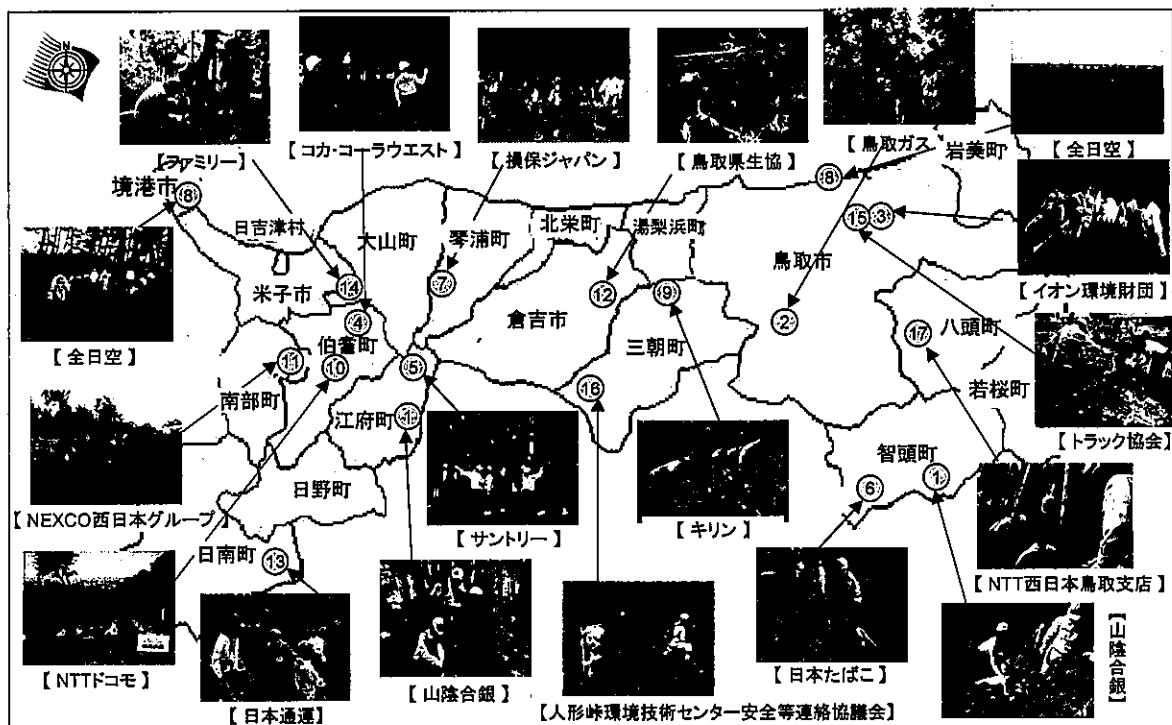 N
【ファミリー】
【コカ・コーラウエスト】
【損保ジャパン】
【鳥取県生協】
【鳥取ガス】
【全日空】
岩美町
境港市
⑧
⑧
日吉津村
大山町
琴浦町
北栄町
湯梨浜町
⑮③
鳥取市
【イオン環境財団】
米子市
⑭
⑦
⑫
⑨
【全日空】
④
倉吉市
②
⑰
八頭町
伯耆町
三朝町
⑪
⑩
⑤
⑯
若桜町
南部町
江府町
①
【トラック協会】
智頭町
日野町
⑥
①
【NEXCO西日本グループ】
【サントリー】
【キリン】
日南町
⑬
【NTT西日本鳥取支店】
【NTTドコモ】
【日本通運】
【山陰合銀】
【人形峠環境技術センター安全等連絡協議会】
【日本たばこ】
【山陰合銀】